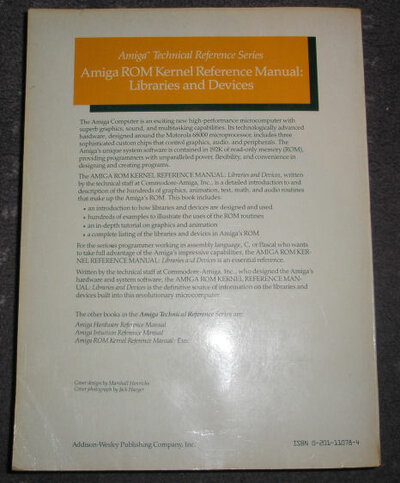 Amiga™ Technical Reference Series
Amiga ROM Kernel Reference Manual:
Libraries and Devices
The Amiga Computer is an exciting new high-performance microcomputer with
superb graphics, sound, and multitasking capabilities. Its technologically advanced
hardware, designed around the Motorola 68000 microprocessor, includes three
sophisticated custom chips that control graphics, audio, and peripherals. The
Amiga's unique system software is contained in 192K of read-only memory (ROM),
providing programmers with unparalleled power, flexibility, and convenience in
designing and creating programs.
The AMIGA ROM KERNEL REFERENCE MANUAL: Libraries and Devices, written
by the technical staff at Commodore-Amiga, Inc., is a detailed introduction to and
description of the hundreds of graphics, animation, text, math, and audio routines
that make up the Amiga's ROM. This book includes:
• an introduction to how libraries and devices are designed and used
• hundreds of examples to illustrate the uses of the ROM routines
• an in-depth tutorial on graphics and animation
• a complete listing of the libraries and devices in Amiga's ROM.
For the serious programmer working in assembly language, C, or Pascal who wants
to take full advantage of the Amiga's impressive capabilities, the AMIGA ROM KER-
NEL REFERENCE MANUAL: Libraries and Devices is an essential reference.
Written by the technical staff at Commodore-Amiga, Inc., who designed the Amiga's
hardware and system software, the AMIGA ROM KERNEL REFERENCE MAN-
UAL: Libraries and Devices is the definitive source of information on the libraries and
devices built into this revolutionary microcomputer.
The other books in the Amiga Technical Reference Series are:
Amiga Hardware Reference Manual
Amiga Intuition Reference Manual
Amiga ROM Kernel Reference Manual: Exec
Cover design by Marshall Henrichs
Cover photograph by Jack Haeger
Addison-Wesley Publishing Company, Inc.
ISBN 0-201-11078-4